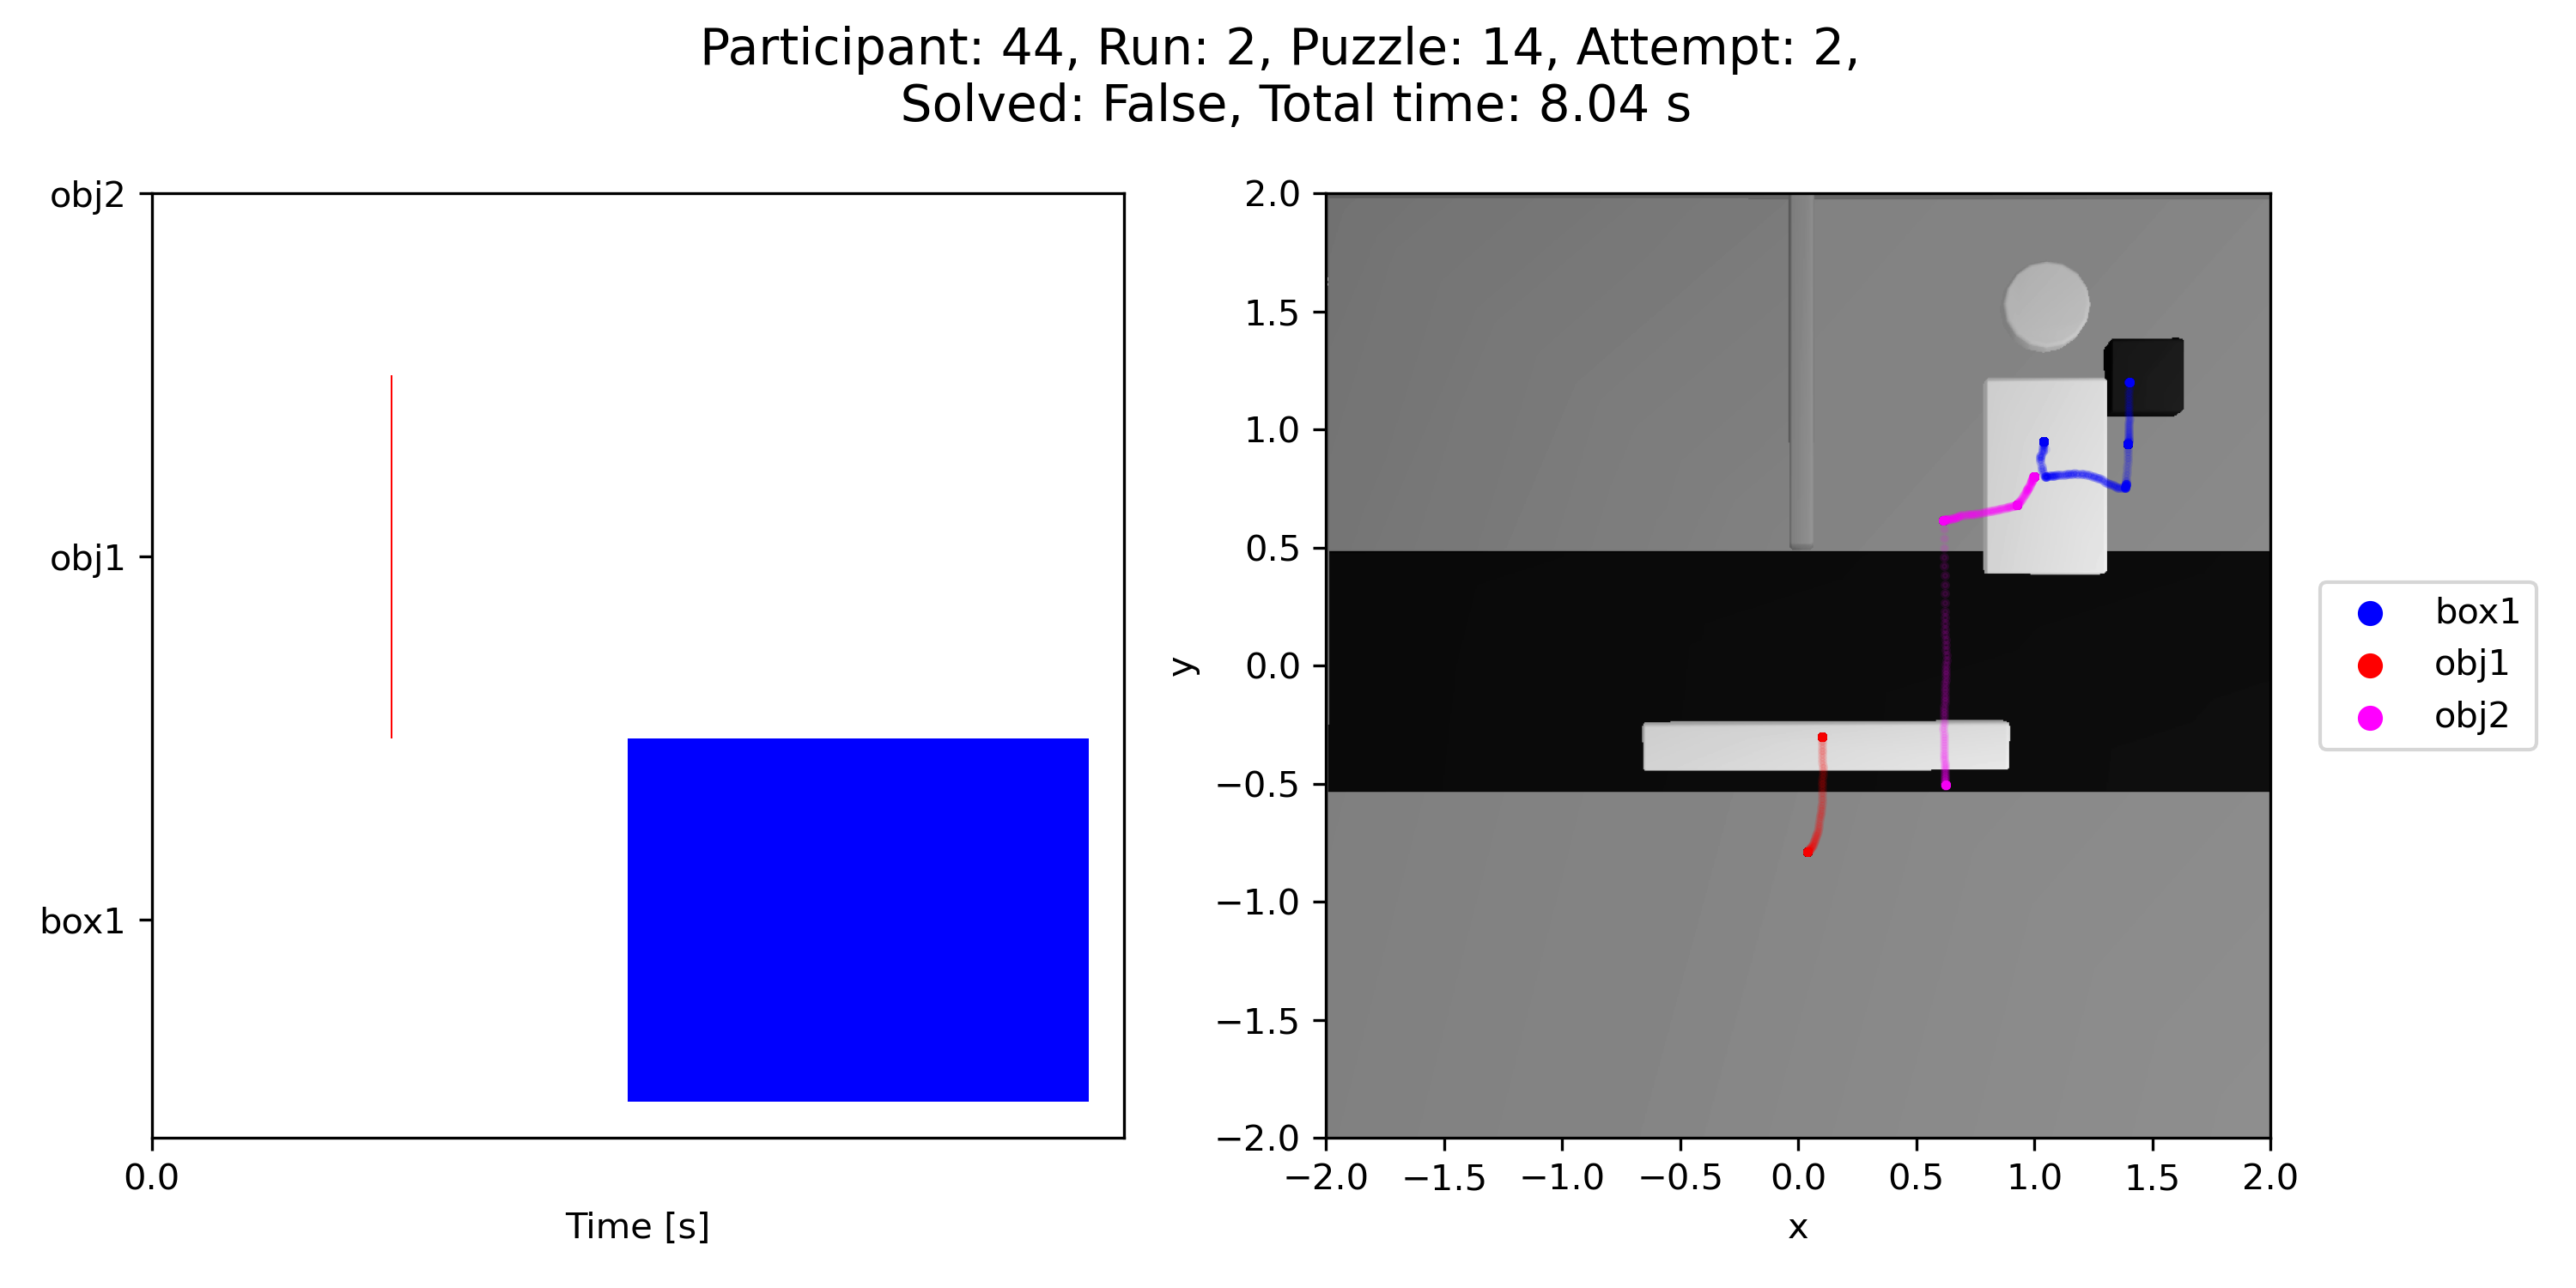 Participant: 44, Run: 2, Puzzle: 14, Attempt: 2,
Solved: False, Total time: 8.04 s
obj2
obj1
box1
0.0
Time [s]
2.0
1.5
1.0
0.5
0.0
−0.5
−1.0
−1.5
−2.0
y
−2.0 −1.5 −1.0 −0.5 0.0 0.5 1.0 1.5 2.0
x
box1
obj1
obj2